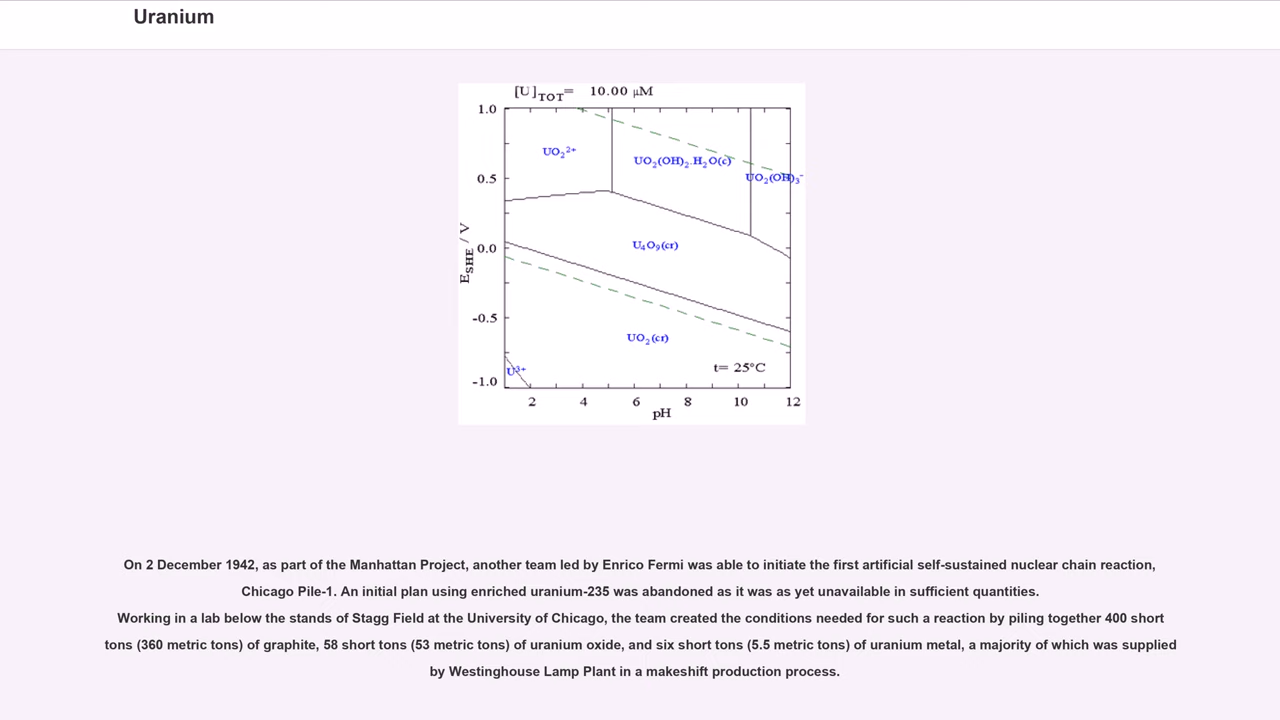 Uranium
[U]TOT= 10.00 µM
1.0
UO₂²⁺
UO₂(OH)₂.H₂O(c)
0.5
UO₂(OH)₃⁻
ESHE / V
U₄O₉(cr)
0.0
-0.5
UO₂(cr)
t= 25°C
U³⁺
-1.0
2 4 6 8 10 12
pH
On 2 December 1942, as part of the Manhattan Project, another team led by Enrico Fermi was able to initiate the first artificial self-sustained nuclear chain reaction,
Chicago Pile-1. An initial plan using enriched uranium-235 was abandoned as it was as yet unavailable in sufficient quantities.
Working in a lab below the stands of Stagg Field at the University of Chicago, the team created the conditions needed for such a reaction by piling together 400 short
tons (360 metric tons) of graphite, 58 short tons (53 metric tons) of uranium oxide, and six short tons (5.5 metric tons) of uranium metal, a majority of which was supplied
by Westinghouse Lamp Plant in a makeshift production process.